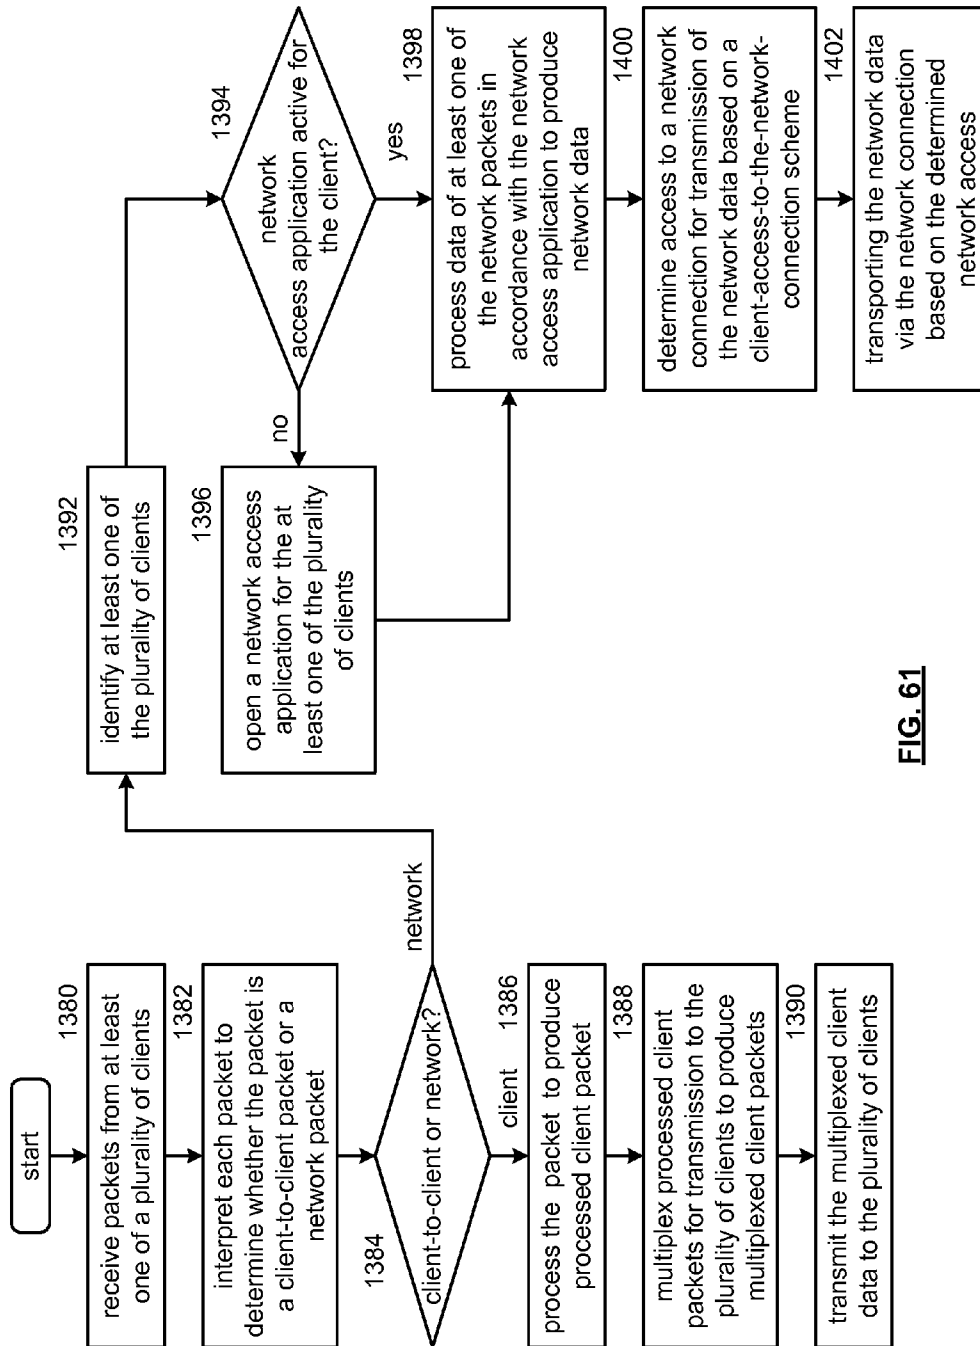 start
1380
receive packets from at least
one of a plurality of clients
1382
interpret each packet to
determine whether the packet is
a client-to-client packet or a
network packet
1384
client-to-client or network?
network
client
1386
process the packet to produce
processed client packet
1388
multiplex processed client
packets for transmission to the
plurality of clients to produce
multiplexed client packets
1390
transmit the multiplexed client
data to the plurality of clients
1392
identify at least one of
the plurality of clients
1394
network
access application active for
the client?
no
yes
1396
open a network access
application for the at
least one of the plurality
of clients
1398
process data of at least one of
the network packets in
accordance with the network
access application to produce
network data
1400
determine access to a network
connection for transmission of
the network data based on a
client-access-to-the-network-
connection scheme
1402
transporting the network data
via the network connection
based on the determined
network access
FIG. 61